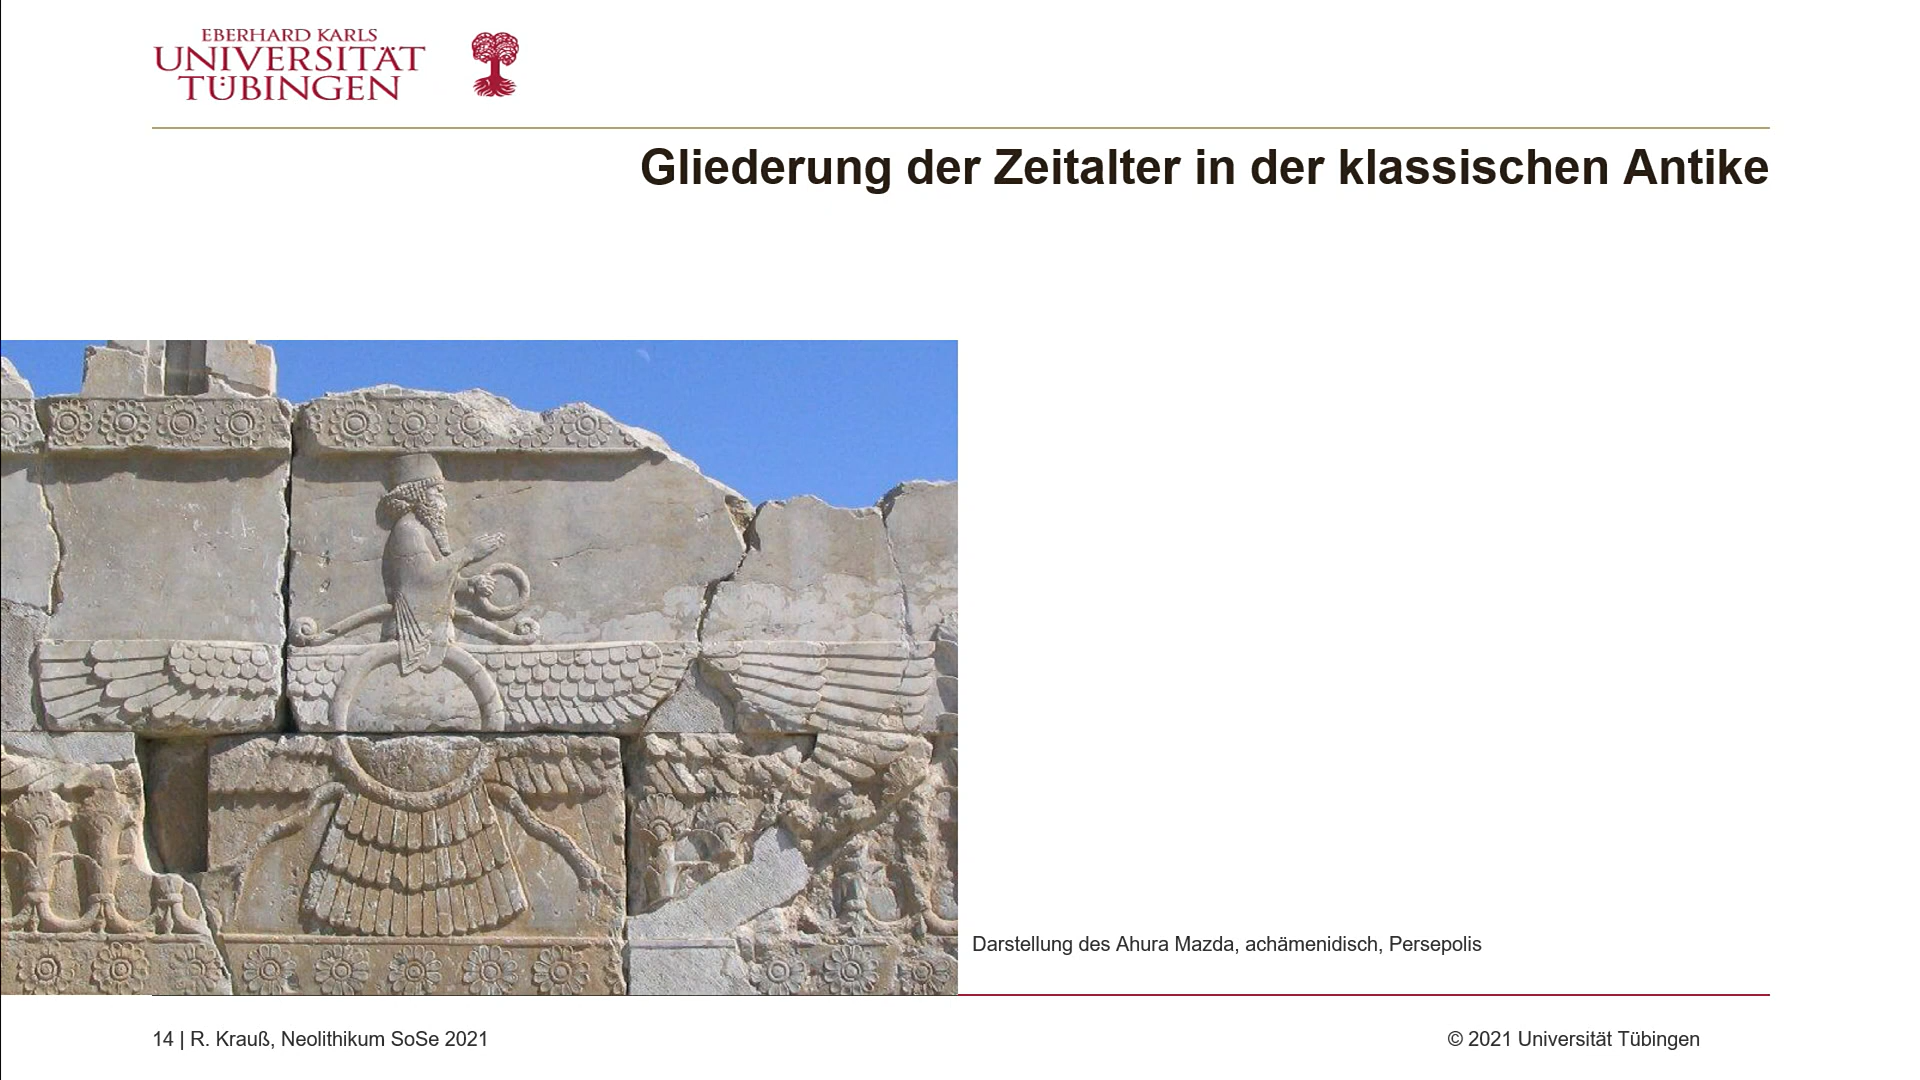 EBERHARD KARLS
UNIVERSITÄT
TÜBINGEN
Gliederung der Zeitalter in der klassischen Antike
Darstellung des Ahura Mazda, achämenidisch, Persepolis
14 | R. Krauß, Neolithikum SoSe 2021
© 2021 Universität Tübingen